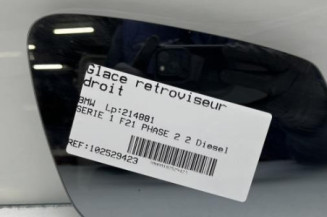 Glace retroviseur
droit
BMW Lp:214081
SERIE 1 F21 PHASE 2 2 Diesel
REF:102529423